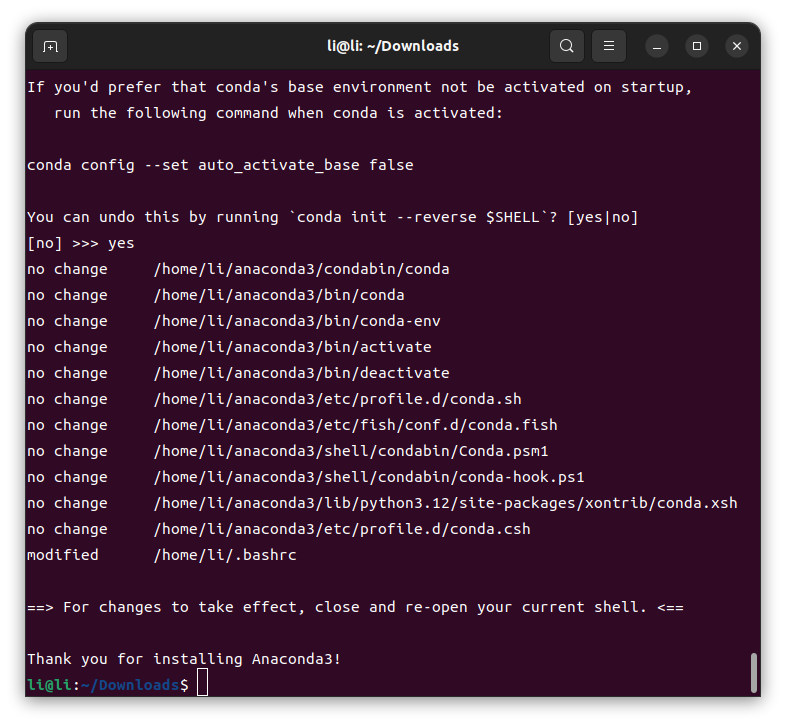 li@li: ~/Downloads
If you'd prefer that conda's base environment not be activated on startup,
   run the following command when conda is activated:

conda config --set auto_activate_base false

You can undo this by running `conda init --reverse $SHELL`? [yes|no]
[no] >>> yes
no change     /home/li/anaconda3/condabin/conda
no change     /home/li/anaconda3/bin/conda
no change     /home/li/anaconda3/bin/conda-env
no change     /home/li/anaconda3/bin/activate
no change     /home/li/anaconda3/bin/deactivate
no change     /home/li/anaconda3/etc/profile.d/conda.sh
no change     /home/li/anaconda3/etc/fish/conf.d/conda.fish
no change     /home/li/anaconda3/shell/condabin/Conda.psm1
no change     /home/li/anaconda3/shell/condabin/conda-hook.ps1
no change     /home/li/anaconda3/lib/python3.12/site-packages/xontrib/conda.xsh
no change     /home/li/anaconda3/etc/profile.d/conda.csh
modified      /home/li/.bashrc

==> For changes to take effect, close and re-open your current shell. <==

Thank you for installing Anaconda3!
li@li:~/Downloads$